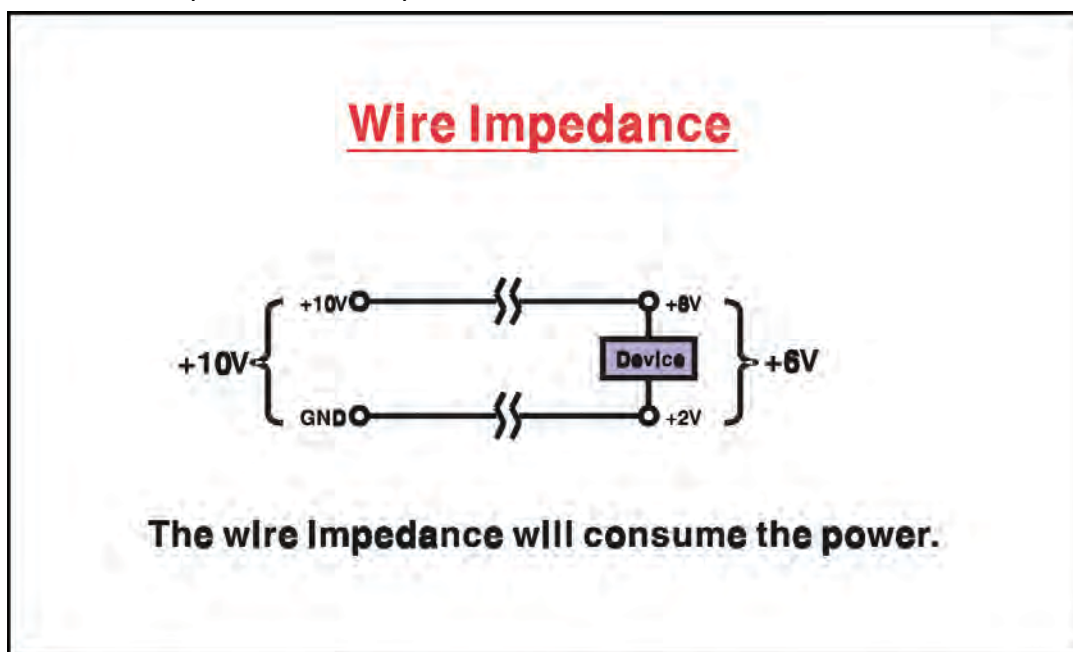 Wire Impedance
+10V
+8V
+10V
Device
+6V
GND
+2V
The wire Impedance will consume the power.